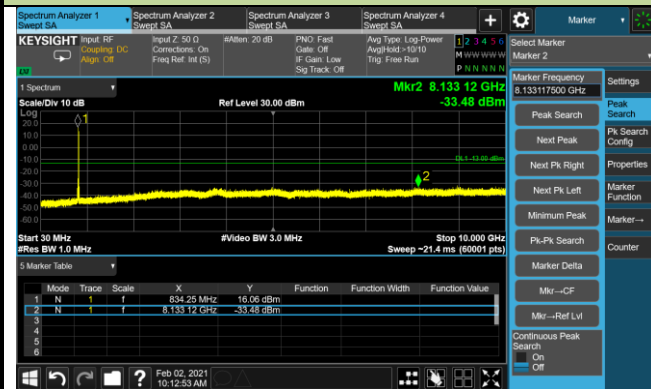 Spectrum Analyzer 1
Swept SA
Spectrum Analyzer 2
Swept SA
Spectrum Analyzer 3
Swept SA
Spectrum Analyzer 4
Swept SA
+
Marker
KEYSIGHT
Input: RF
Coupling: DC
Align: Off
Input Z: 50 Ω
Corrections: On
Freq Ref: Int (S)
#Atten: 20 dB
PNO: Fast
Gate: Off
IF Gain: Low
Sig Track: Off
Avg Type: Log-Power
Avg|Hold:>10/10
Trig: Free Run
1 2 3 4 5 6
M W W W W W
P N N N N N
Select Marker
Marker 2
1 Spectrum
Scale/Div 10 dB
Ref Level 30.00 dBm
Mkr2 8.133 12 GHz
-33.48 dBm
Log
20.0
10.0
0.00
-10.0
-20.0
-30.0
-40.0
-50.0
-60.0
1
DL1 -13.00 dBm
2
Start 30 MHz
#Res BW 1.0 MHz
#Video BW 3.0 MHz
Stop 10.000 GHz
Sweep ~21.4 ms (60001 pts)
5 Marker Table
Mode Trace Scale X Y Function Function Width Function Value
1 N 1 f 834.25 MHz 16.06 dBm
2 N 1 f 8.133 12 GHz -33.48 dBm
3
4
5
6
Marker Frequency
8.133117500 GHz
Peak Search
Next Peak
Next Pk Right
Next Pk Left
Minimum Peak
Pk-Pk Search
Marker Delta
Mkr→CF
Mkr→Ref Lvl
Continuous Peak
Search
On
Off
Settings
Peak
Search
Pk Search
Config
Properties
Marker
Function
Marker→
Counter
?
Feb 02, 2021
10:12:53 AM